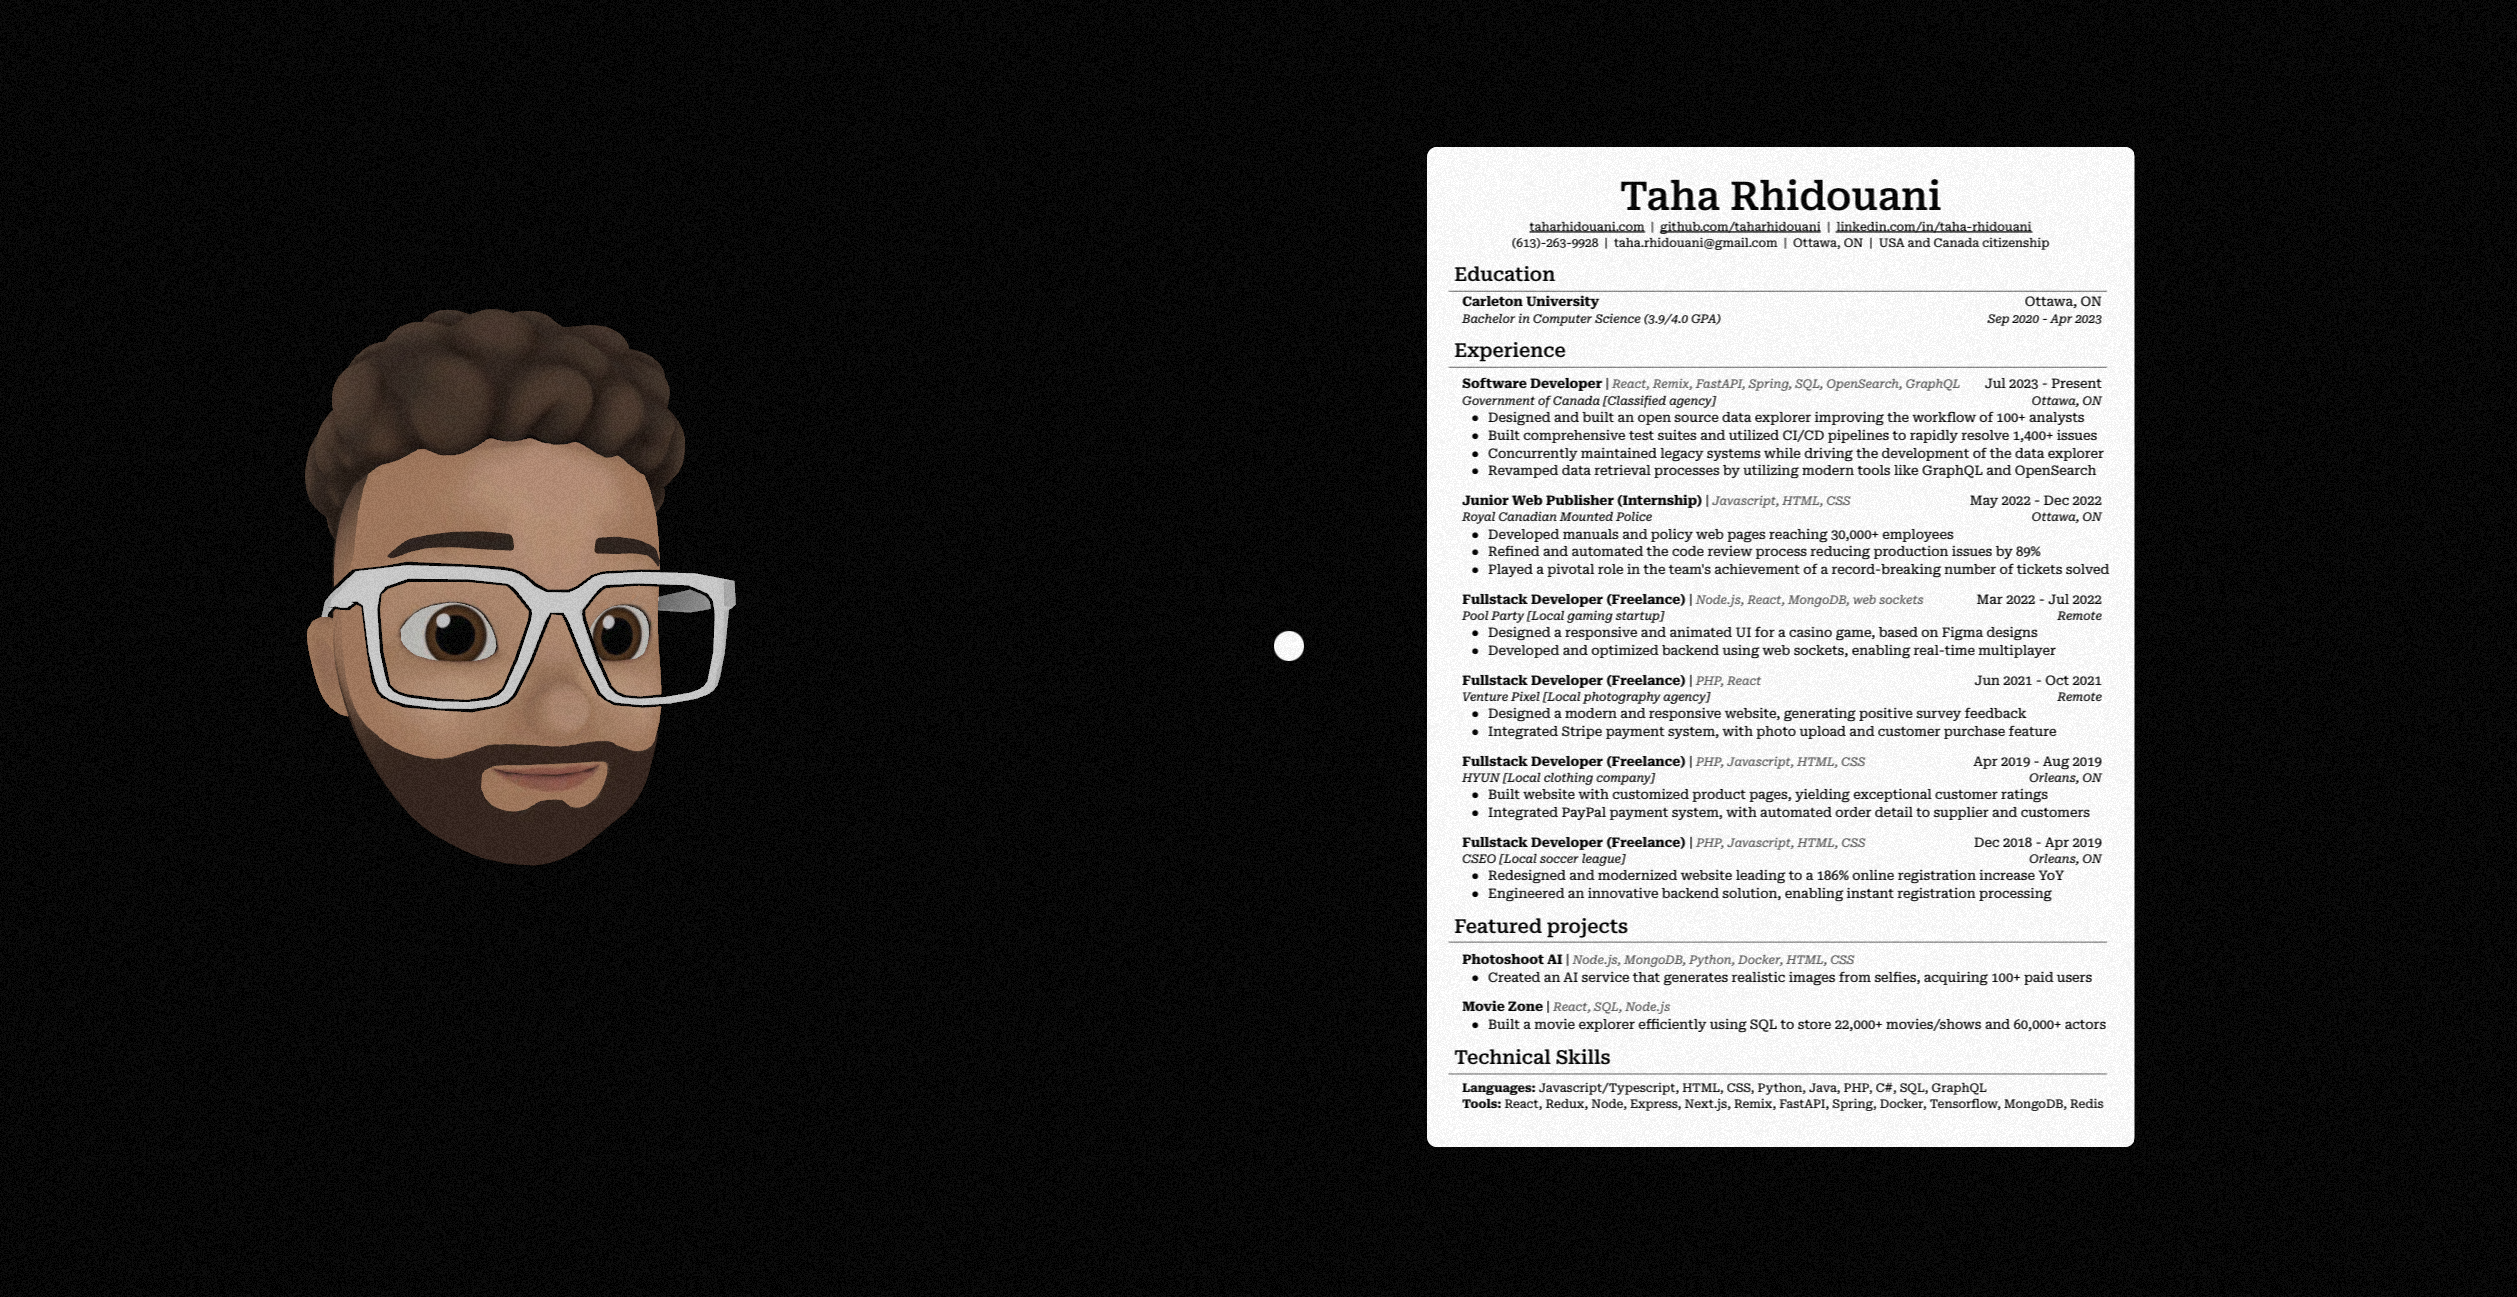 Taha Rhidouani
taharhidouani.com | github.com/taharhidouani | linkedin.com/in/taha-rhidouani
(613)-263-9928 | taha.rhidouani@gmail.com | Ottawa, ON | USA and Canada citizenship
Education
Carleton University Ottawa, ON
Bachelor in Computer Science (3.9/4.0 GPA) Sep 2020 - Apr 2023
Experience
Software Developer | React, Remix, FastAPI, Spring, SQL, OpenSearch, GraphQL Jul 2023 - Present
Government of Canada [Classified agency] Ottawa, ON
● Designed and built an open source data explorer improving the workflow of 100+ analysts
● Built comprehensive test suites and utilized CI/CD pipelines to rapidly resolve 1,400+ issues
● Concurrently maintained legacy systems while driving the development of the data explorer
● Revamped data retrieval processes by utilizing modern tools like GraphQL and OpenSearch
Junior Web Publisher (Internship) | Javascript, HTML, CSS May 2022 - Dec 2022
Royal Canadian Mounted Police Ottawa, ON
● Developed manuals and policy web pages reaching 30,000+ employees
● Refined and automated the code review process reducing production issues by 89%
● Played a pivotal role in the team's achievement of a record-breaking number of tickets solved
Fullstack Developer (Freelance) | Node.js, React, MongoDB, web sockets Mar 2022 - Jul 2022
Pool Party [Local gaming startup] Remote
● Designed a responsive and animated UI for a casino game, based on Figma designs
● Developed and optimized backend using web sockets, enabling real-time multiplayer
Fullstack Developer (Freelance) | PHP, React Jun 2021 - Oct 2021
Venture Pixel [Local photography agency] Remote
● Designed a modern and responsive website, generating positive survey feedback
● Integrated Stripe payment system, with photo upload and customer purchase feature
Fullstack Developer (Freelance) | PHP, Javascript, HTML, CSS Apr 2019 - Aug 2019
HYUN [Local clothing company] Orleans, ON
● Built website with customized product pages, yielding exceptional customer ratings
● Integrated PayPal payment system, with automated order detail to supplier and customers
Fullstack Developer (Freelance) | PHP, Javascript, HTML, CSS Dec 2018 - Apr 2019
CSEO [Local soccer league] Orleans, ON
● Redesigned and modernized website leading to a 186% online registration increase YoY
● Engineered an innovative backend solution, enabling instant registration processing
Featured projects
Photoshoot AI | Node.js, MongoDB, Python, Docker, HTML, CSS
● Created an AI service that generates realistic images from selfies, acquiring 100+ paid users
Movie Zone | React, SQL, Node.js
● Built a movie explorer efficiently using SQL to store 22,000+ movies/shows and 60,000+ actors
Technical Skills
Languages: Javascript/Typescript, HTML, CSS, Python, Java, PHP, C#, SQL, GraphQL
Tools: React, Redux, Node, Express, Next.js, Remix, FastAPI, Spring, Docker, Tensorflow, MongoDB, Redis